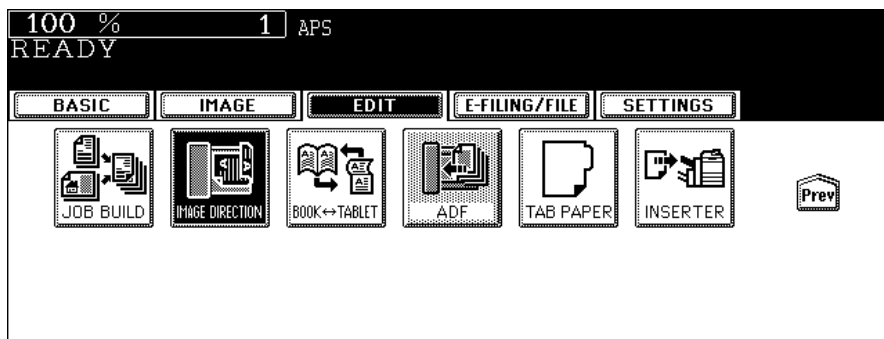 100 % 1 APS
READY
BASIC IMAGE EDIT E-FILING/FILE SETTINGS
JOB BUILD IMAGE DIRECTION BOOK↔TABLET ADF TAB PAPER INSERTER Prev